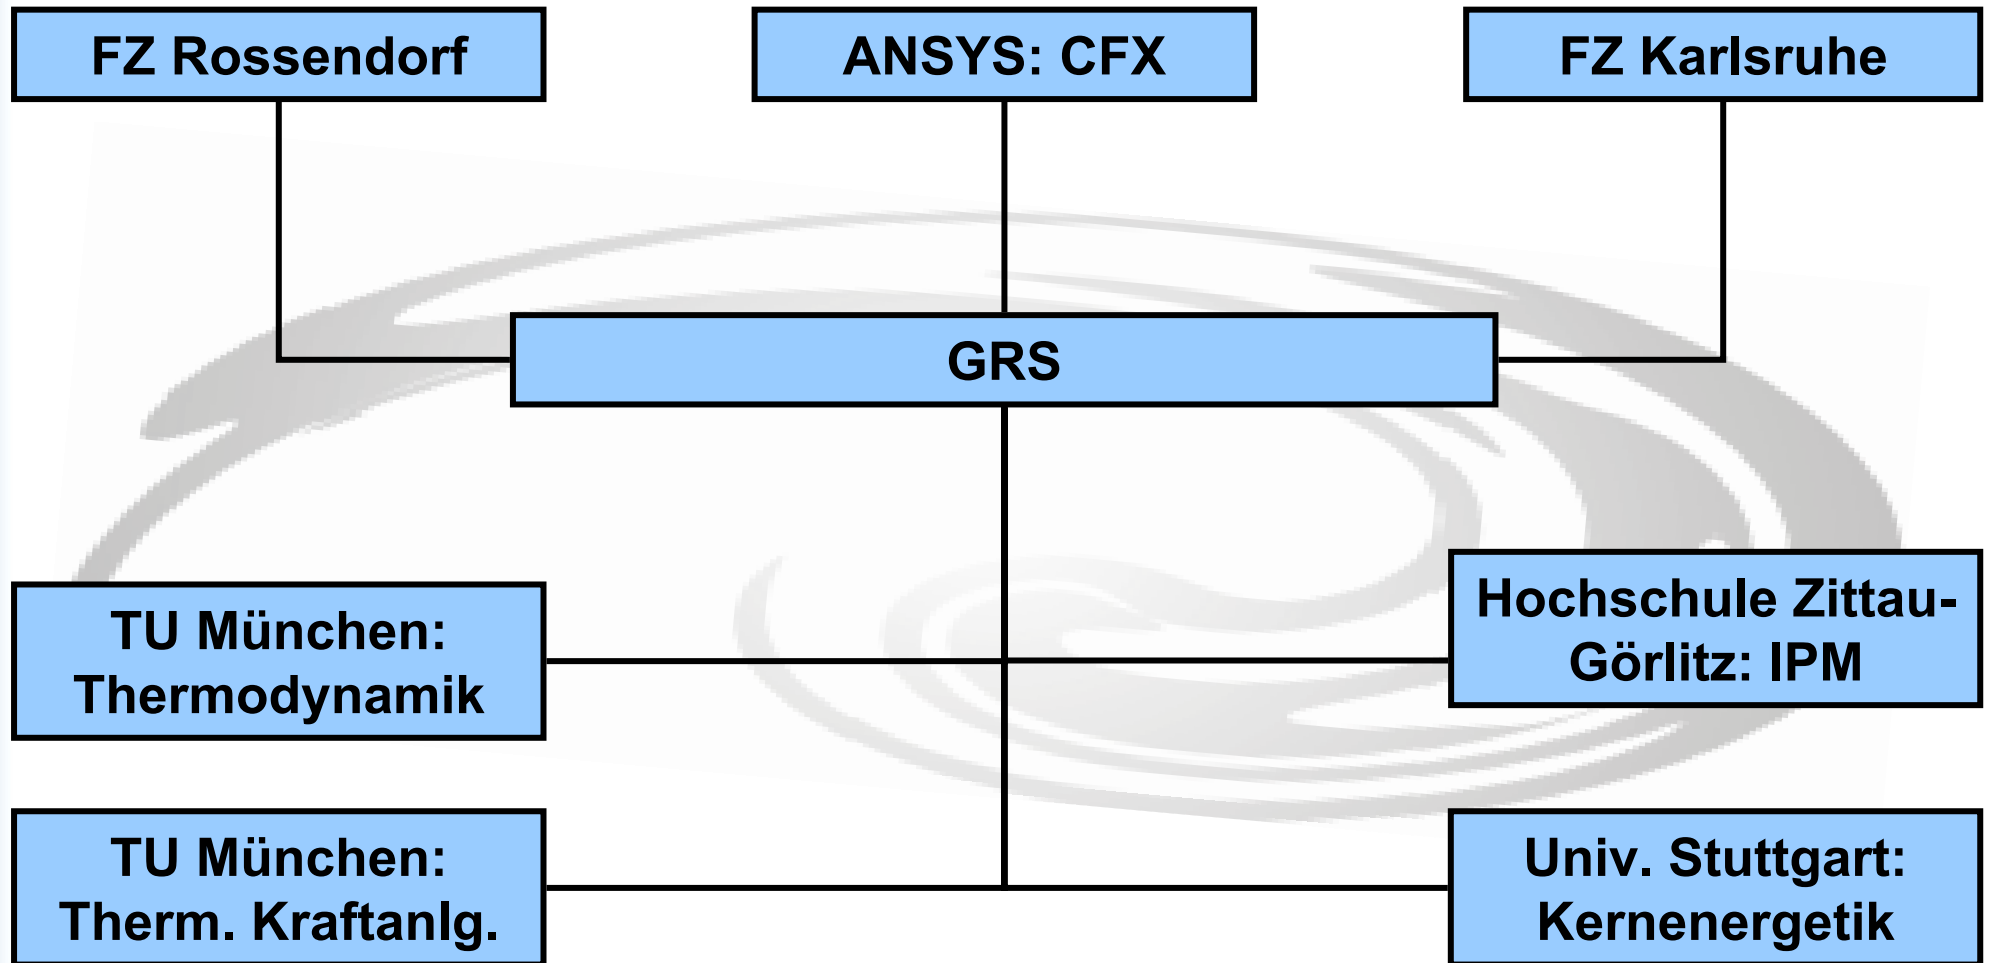 FZ Rossendorf
ANSYS: CFX
FZ Karlsruhe
GRS
TU München:
Thermodynamik
Hochschule Zittau-
Görlitz: IPM
TU München:
Therm. Kraftanlg.
Univ. Stuttgart:
Kernenergetik